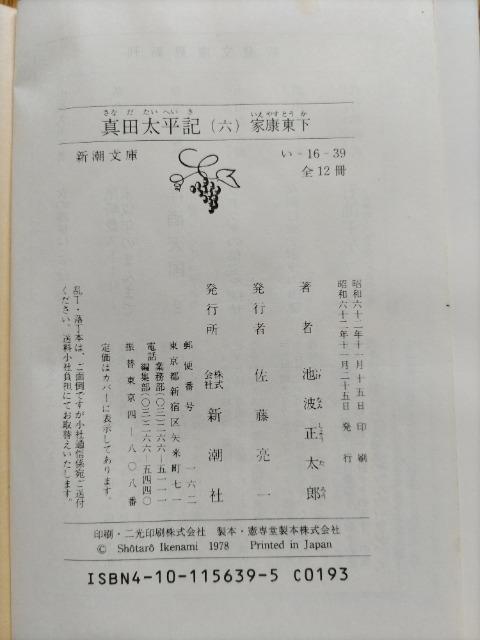 さなだたいへいき　いえやすとうか
真田太平記（六）家康東下
新潮文庫　い-16-39
全12冊
昭和六十二年十一月十五日印刷
昭和六十二年十一月二十五日発行
著者　池波正太郎
いけなみしょうたろう
発行者　佐藤亮一
発行所　株式会社　新潮社
郵便番号　一六二
東京都新宿区矢来町七一
電話　業務部(〇三)二六六-五一一一
編集部(〇三)二六六-五四四〇
振替東京四-八〇八番
定価はカバーに表示してあります。
乱丁・落丁本は、ご面倒ですが小社通信係宛ご送付
ください。送料小社負担にてお取替えいたします。
印刷・二光印刷株式会社　製本・憲専堂製本株式会社
© Shôtarô Ikenami 1978　Printed in Japan
ISBN4-10-115639-5 C0193